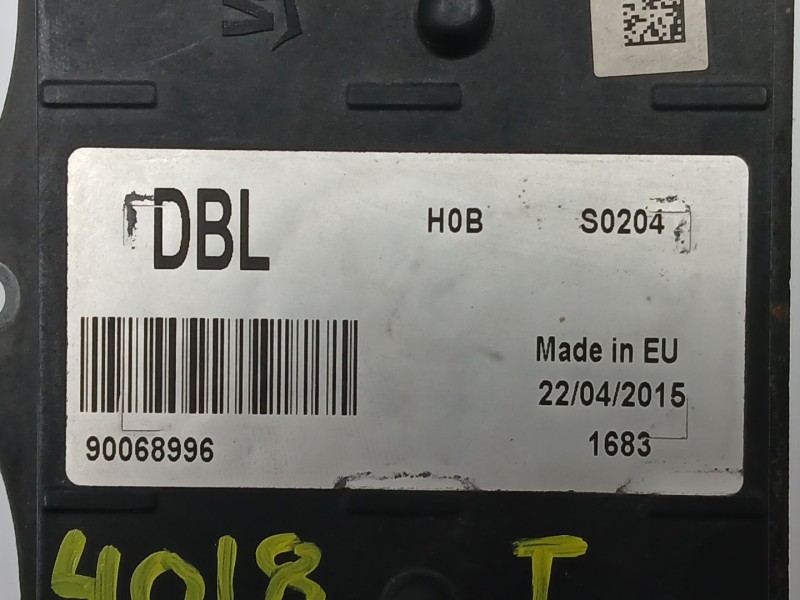 DBL H0B S0204
Made in EU
22/04/2015
90068996 1683
4018 T